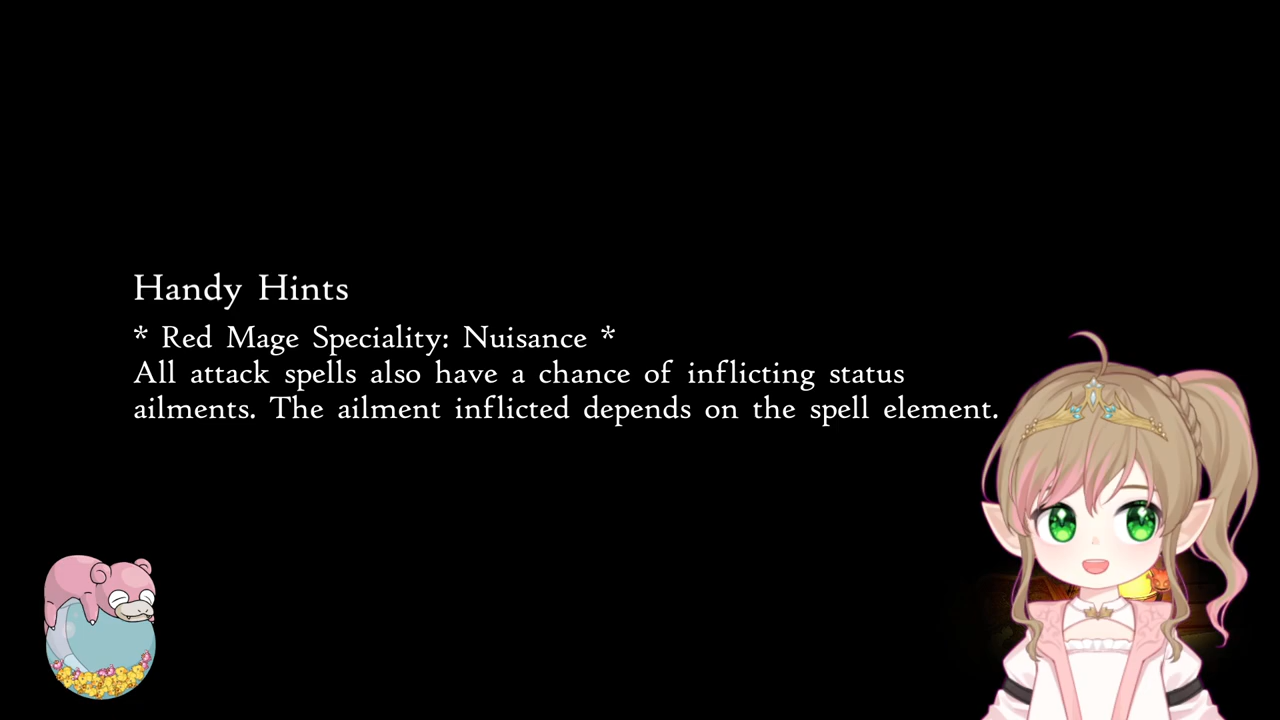 Handy Hints
* Red Mage Speciality: Nuisance *
All attack spells also have a chance of inflicting status
ailments. The ailment inflicted depends on the spell element.